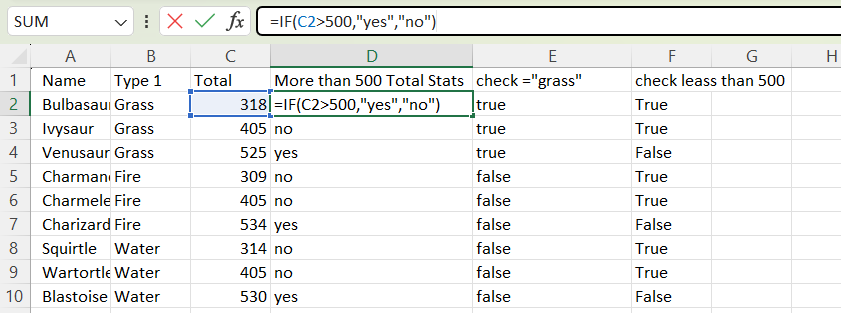 SUM fx =IF(C2>500,"yes","no")
A B C D E F G H
1 Name Type 1 Total More than 500 Total Stats check ="grass" check leass than 500
2 Bulbasau Grass 318 =IF(C2>500,"yes","no") true True
3 Ivysaur Grass 405 no true True
4 Venusaur Grass 525 yes true False
5 Charman Fire 309 no false True
6 Charmele Fire 405 no false True
7 Charizard Fire 534 yes false False
8 Squirtle Water 314 no false True
9 Wartortle Water 405 no false True
10 Blastoise Water 530 yes false False